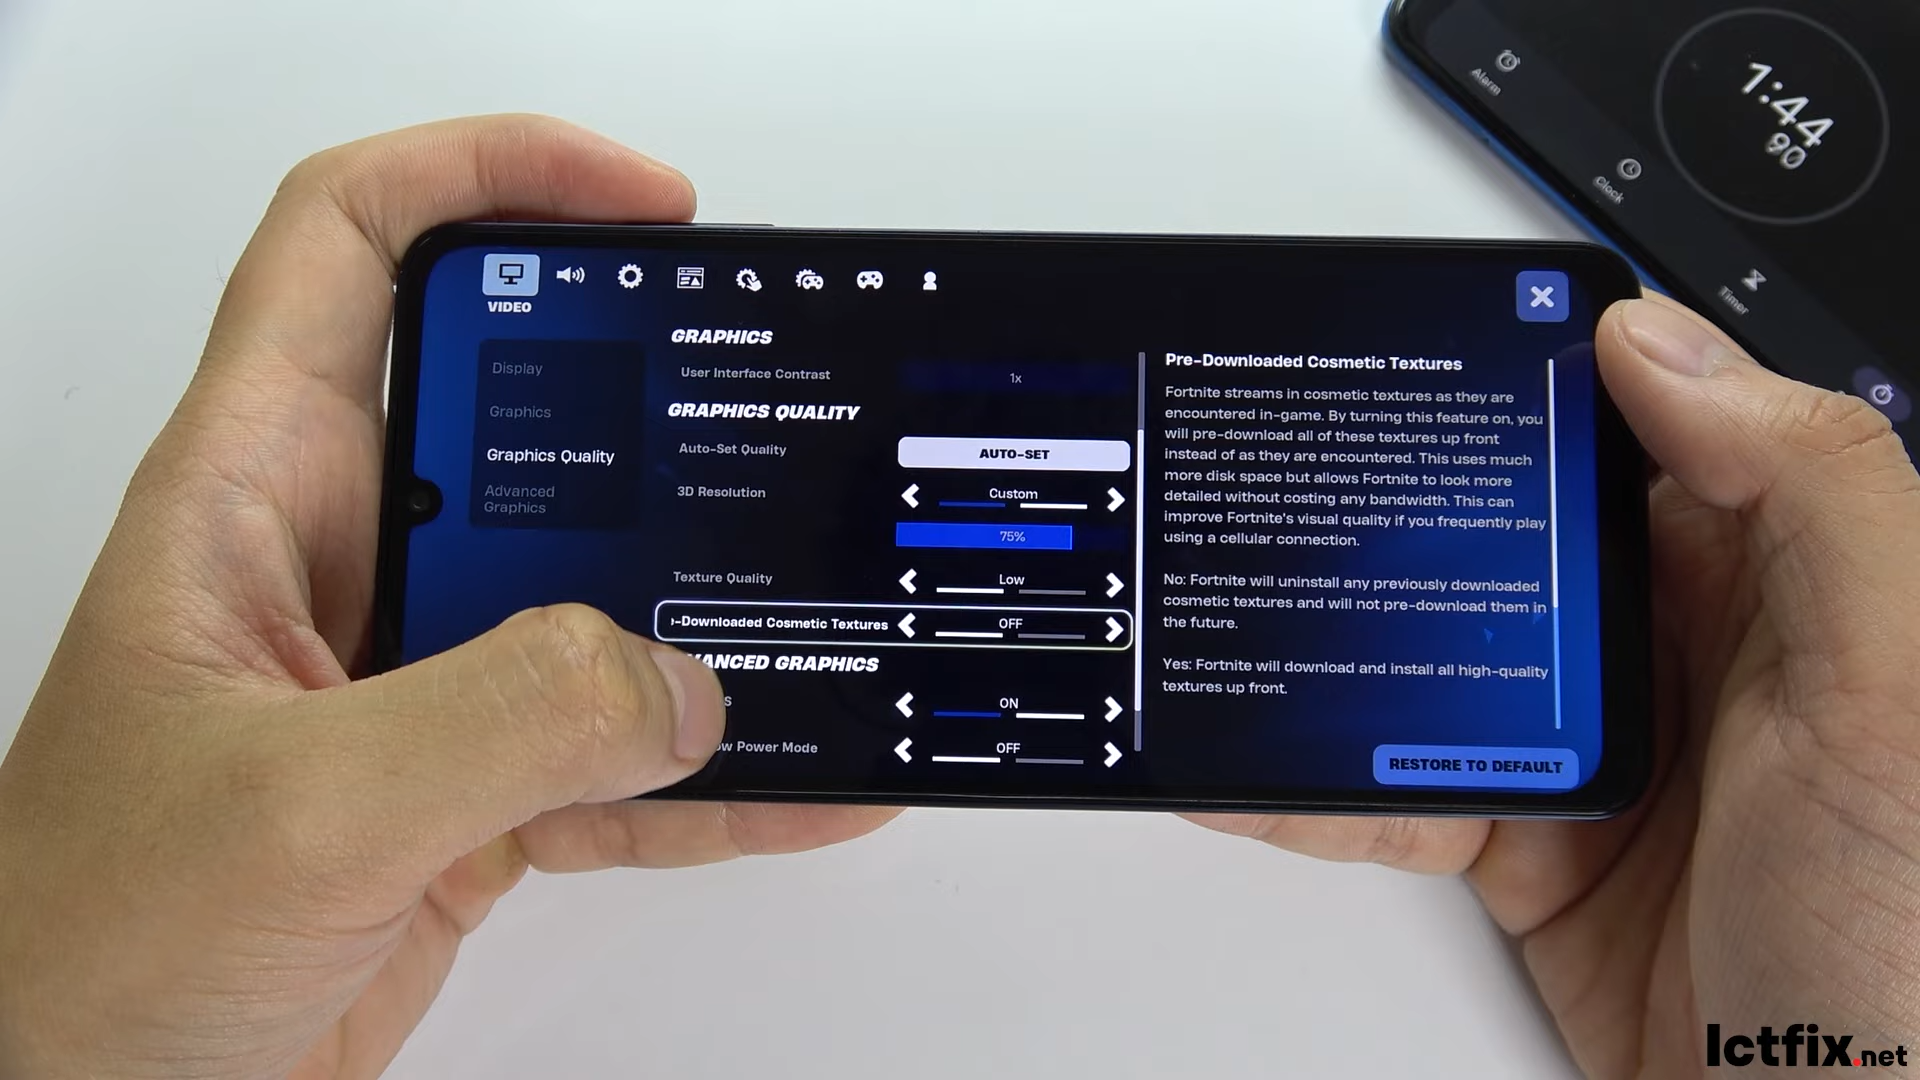 Alarm
1:44
90
Clock
Timer
VIDEO
Display
Graphics
Graphics Quality
Advanced
Graphics
GRAPHICS
User Interface Contrast
1x
GRAPHICS QUALITY
Auto-Set Quality
AUTO-SET
3D Resolution
Custom
75%
Texture Quality
Low
-Downloaded Cosmetic Textures
OFF
VANCED GRAPHICS
s
ON
ow Power Mode
OFF
Pre-Downloaded Cosmetic Textures
Fortnite streams in cosmetic textures as they are
encountered in-game. By turning this feature on, you
will pre-download all of these textures up front
instead of as they are encountered. This uses much
more disk space but allows Fortnite to look more
detailed without costing any bandwidth. This can
improve Fortnite's visual quality if you frequently play
using a cellular connection.
No: Fortnite will uninstall any previously downloaded
cosmetic textures and will not pre-download them in
the future.
Yes: Fortnite will download and install all high-quality
textures up front.
RESTORE TO DEFAULT
Ictfix.net